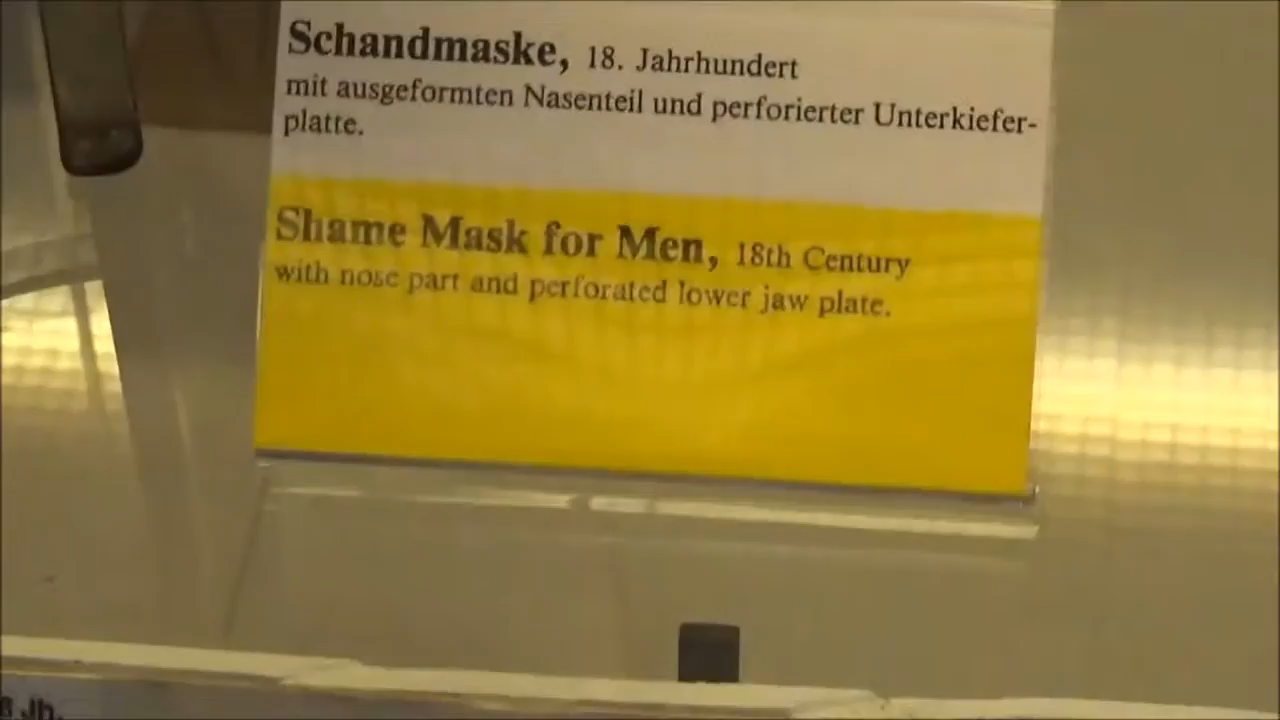 Schandmaske, 18. Jahrhundert
mit ausgeformten Nasenteil und perforierter Unterkiefer-
platte.
Shame Mask for Men, 18th Century
with nose part and perforated lower jaw plate.
Jh.